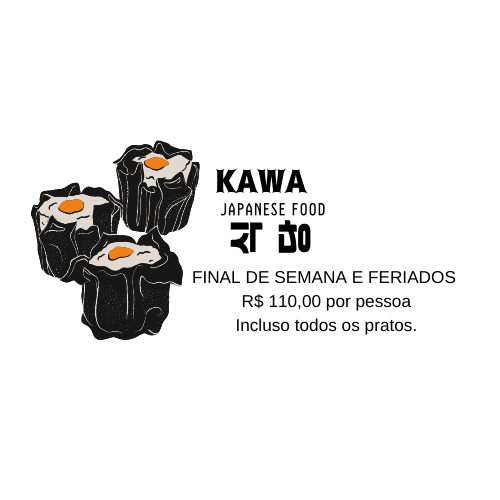 KAWA
JAPANESE FOOD
FINAL DE SEMANA E FERIADOS
R$ 110,00 por pessoa
Incluso todos os pratos.